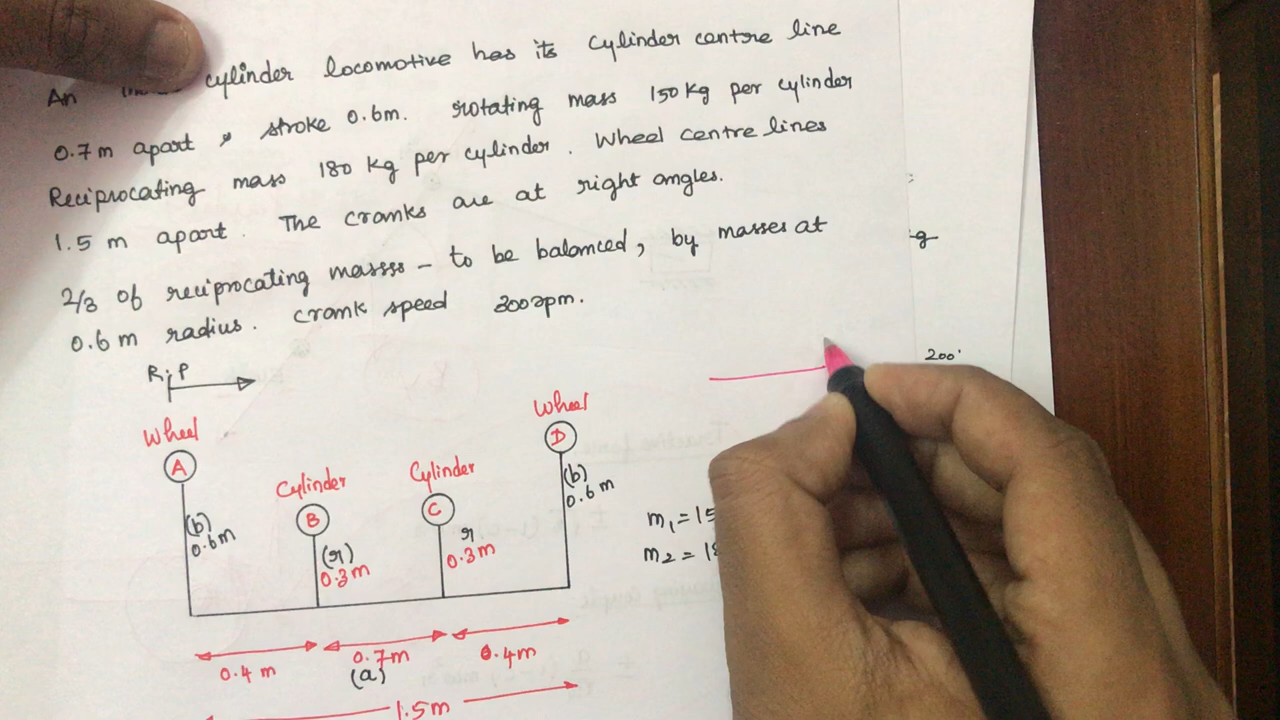 An cylinder locomotive has its cylinder centre line
0.7m apart & stroke 0.6m. rotating mass 150 kg per cylinder
Reciprocating mass 180 kg per cylinder. Wheel centre lines
1.5 m apart. The cranks are at right angles.
2/3 of reciprocating massss - to be balanced, by masses at
0.6 m radius. crank speed 300rpm.
R.P
Wheel
A
(b)
0.6m
Cylinder
B
(r)
0.3m
Cylinder
C
r
0.3m
Wheel
D
(b)
0.6m
0.4m
0.7m
(a)
0.4m
1.5m
m₁ = 15
m₂ = 18
g
200